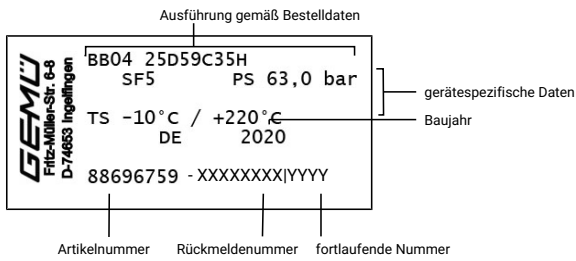 Ausführung gemäß Bestelldaten
GEMÜ
Fritz-Müller-Str. 6-8
D-74653 Ingelfingen
BB04 25D59C35H
SF5 PS 63,0 bar
gerätespezifische Daten
TS -10°C / +220°C
Baujahr
DE 2020
88696759 - XXXXXXXX|YYYY
Artikelnummer Rückmeldenummer fortlaufende Nummer